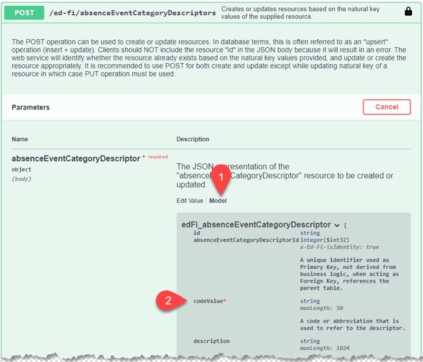 POST /ed-fi/absenceEventCategoryDescriptors Creates or updates resources based on the natural key
values of the supplied resource
The POST operation can be used to create or update resources. In database terms, this is often referred to as an "upsert"
operation (insert + update). Clients should NOT include the resource "id" in the JSON body because it will result in an error. The
web service will identify whether the resource already exists based on the natural key values provided, and update or create the
resource appropriately. It is recommended to use POST for both create and update except while updating natural key of a
resource in which case PUT operation must be used.
Parameters
Cancel
Name Description
absenceEventCategoryDescriptor * required
object
(body)
The JSON representation of the
"absenceEventCategoryDescriptor" resource to be created or
updated.
1
Edit Value | Model
edFi_absenceEventCategoryDescriptor {
id string
absenceEventCategoryDescriptorId integer($int32)
x-Ed-Fi-isIdentity: true
A unique identifier used as
Primary Key, not derived from
business logic, when acting as
Foreign Key, references the
parent table.
2 codeValue* string
maxLength: 50
A code or abbreviation that is
used to refer to the descriptor.
description string
maxLength: 1024